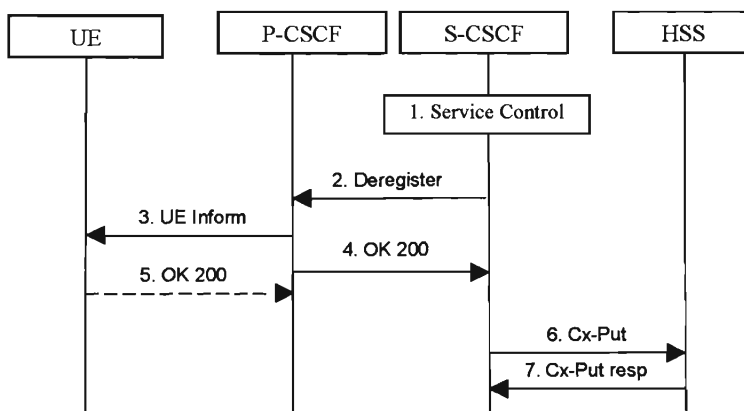 UE
P-CSCF
S-CSCF
HSS
1. Service Control
2. Deregister
3. UE Inform
4. OK 200
5. OK 200
6. Cx-Put
7. Cx-Put resp